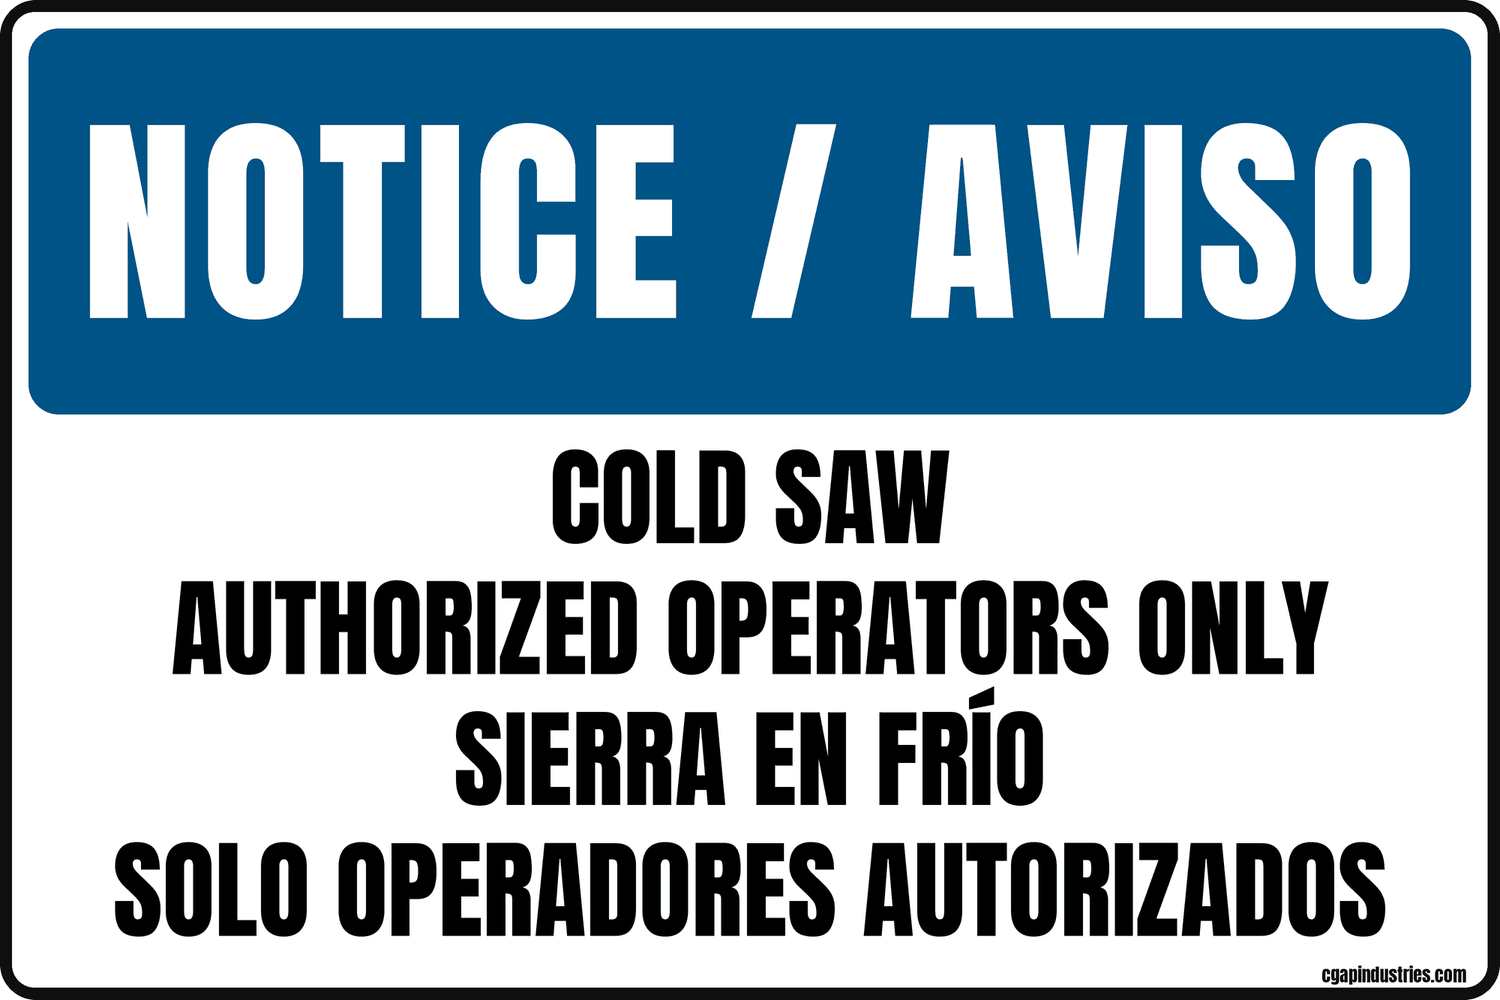 NOTICE / AVISO
COLD SAW
AUTHORIZED OPERATORS ONLY
SIERRA EN FRÍO
SOLO OPERADORES AUTORIZADOS
cgapindustries.com